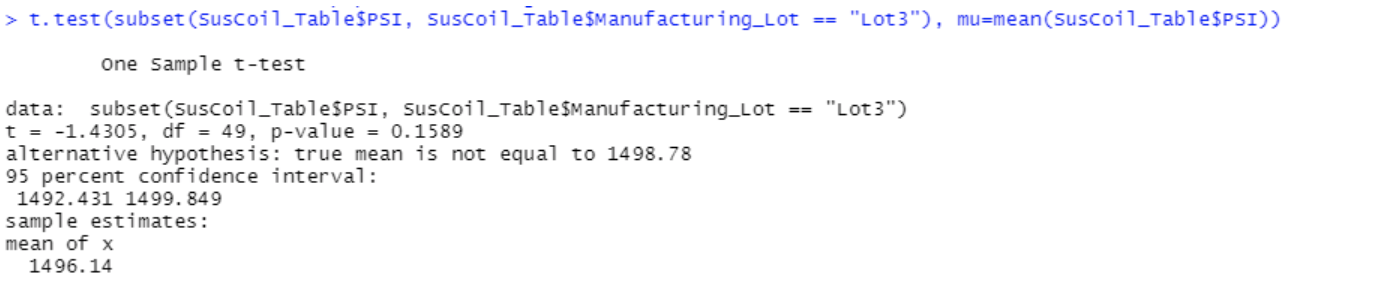 > t.test(subset(SusCoil_Table$PSI, SusCoil_Table$Manufacturing_Lot == "Lot3"), mu=mean(SusCoil_Table$PSI))
One Sample t-test
data:  subset(SusCoil_Table$PSI, SusCoil_Table$Manufacturing_Lot == "Lot3")
t = -1.4305, df = 49, p-value = 0.1589
alternative hypothesis: true mean is not equal to 1498.78
95 percent confidence interval:
1492.431 1499.849
sample estimates:
mean of x
1496.14